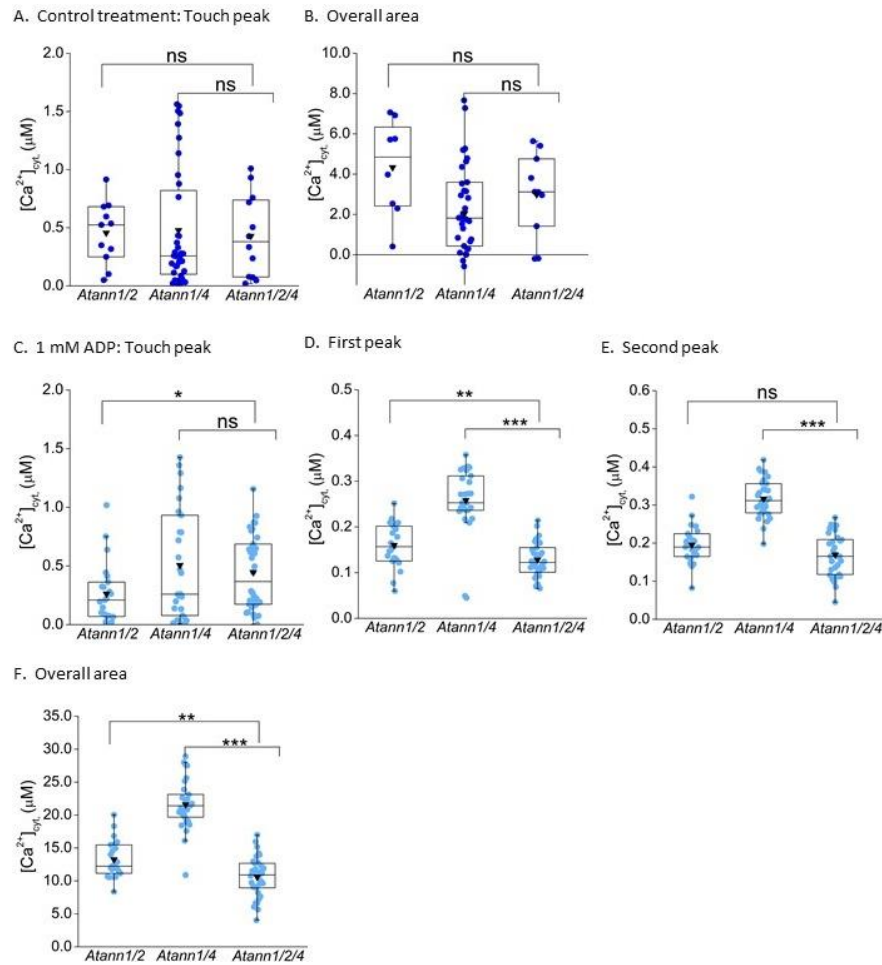 A. Control treatment: Touch peak
ns
ns
[Ca²⁺]cyt. (µM)
2.0
1.5
1.0
0.5
0.0
Atann1/2 Atann1/4 Atann1/2/4
B. Overall area
ns
ns
[Ca²⁺]cyt. (µM)
10.0
8.0
6.0
4.0
2.0
0.0
Atann1/2 Atann1/4 Atann1/2/4
C. 1 mM ADP: Touch peak
*
ns
[Ca²⁺]cyt. (µM)
2.0
1.5
1.0
0.5
0.0
Atann1/2 Atann1/4 Atann1/2/4
D. First peak
**
***
[Ca²⁺]cyt. (µM)
0.5
0.4
0.3
0.2
0.1
0.0
Atann1/2 Atann1/4 Atann1/2/4
E. Second peak
ns
***
[Ca²⁺]cyt. (µM)
0.6
0.5
0.4
0.3
0.2
0.1
0.0
Atann1/2 Atann1/4 Atann1/2/4
F. Overall area
**
***
[Ca²⁺]cyt. (µM)
35.0
30.0
25.0
20.0
15.0
10.0
5.0
0.0
Atann1/2 Atann1/4 Atann1/2/4